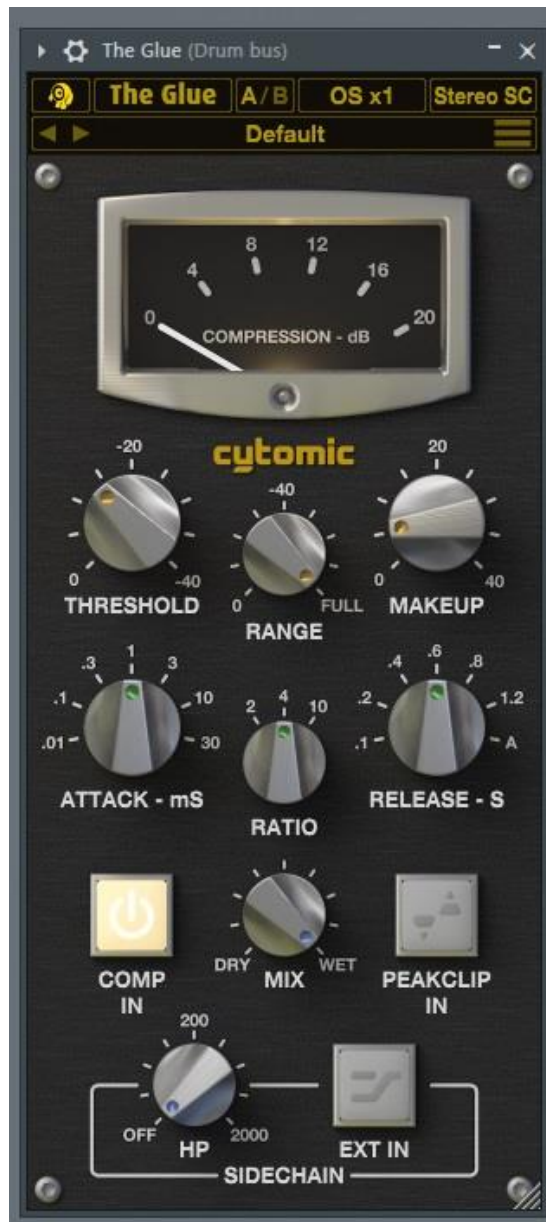 The Glue (Drum bus)
The Glue A/B OS x1 Stereo SC
Default
0 4 8 12 16 20
COMPRESSION - dB
cytomic
-20
0 -40
THRESHOLD
-40
0 FULL
RANGE
20
0 40
MAKEUP
.01 .1 .3 1 3 10 30
ATTACK - mS
2 4 10
RATIO
.1 .2 .4 .6 .8 1.2 A
RELEASE - S
COMP
IN
DRY WET
MIX
PEAKCLIP
IN
200
OFF 2000
HP
EXT IN
SIDECHAIN